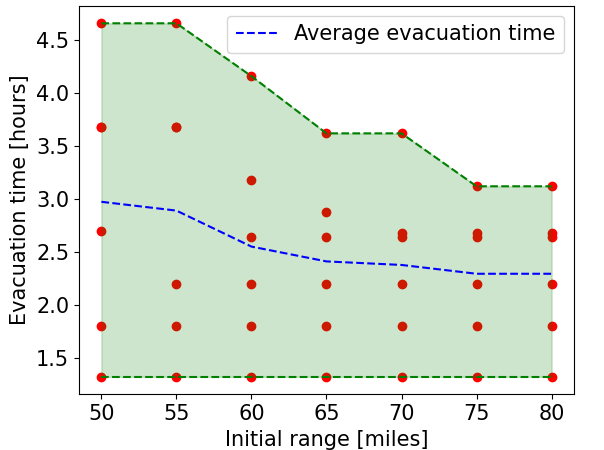 Average evacuation time
Evacuation time [hours]
4.5
4.0
3.5
3.0
2.5
2.0
1.5
50 55 60 65 70 75 80
Initial range [miles]